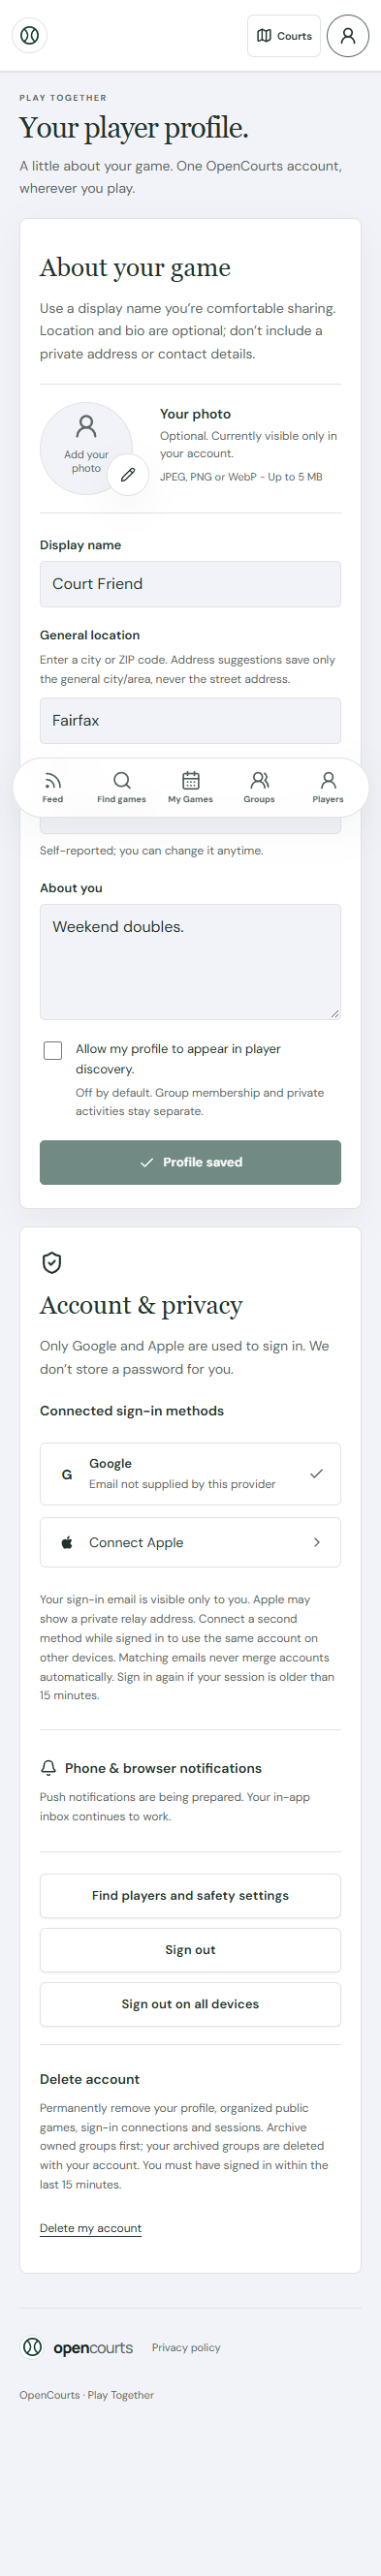 Courts
PLAY TOGETHER
Your player profile.
A little about your game. One OpenCourts account,
wherever you play.
About your game
Use a display name you’re comfortable sharing.
Location and bio are optional; don’t include a
private address or contact details.
Add your
photo
Your photo
Optional. Currently visible only in
your account.
JPEG, PNG or WebP - Up to 5 MB
Display name
Court Friend
General location
Enter a city or ZIP code. Address suggestions save only
the general city/area, never the street address.
Fairfax
Feed
Find games
My Games
Groups
Players
Self-reported; you can change it anytime.
About you
Weekend doubles.
Allow my profile to appear in player
discovery.
Off by default. Group membership and private
activities stay separate.
Profile saved
Account & privacy
Only Google and Apple are used to sign in. We
don’t store a password for you.
Connected sign-in methods
G
Google
Email not supplied by this provider
Connect Apple
Your sign-in email is visible only to you. Apple may
show a private relay address. Connect a second
method while signed in to use the same account on
other devices. Matching emails never merge accounts
automatically. Sign in again if your session is older than
15 minutes.
Phone & browser notifications
Push notifications are being prepared. Your in-app
inbox continues to work.
Find players and safety settings
Sign out
Sign out on all devices
Delete account
Permanently remove your profile, organized public
games, sign-in connections and sessions. Archive
owned groups first; your archived groups are deleted
with your account. You must have signed in within the
last 15 minutes.
Delete my account
opencourts
Privacy policy
OpenCourts · Play Together